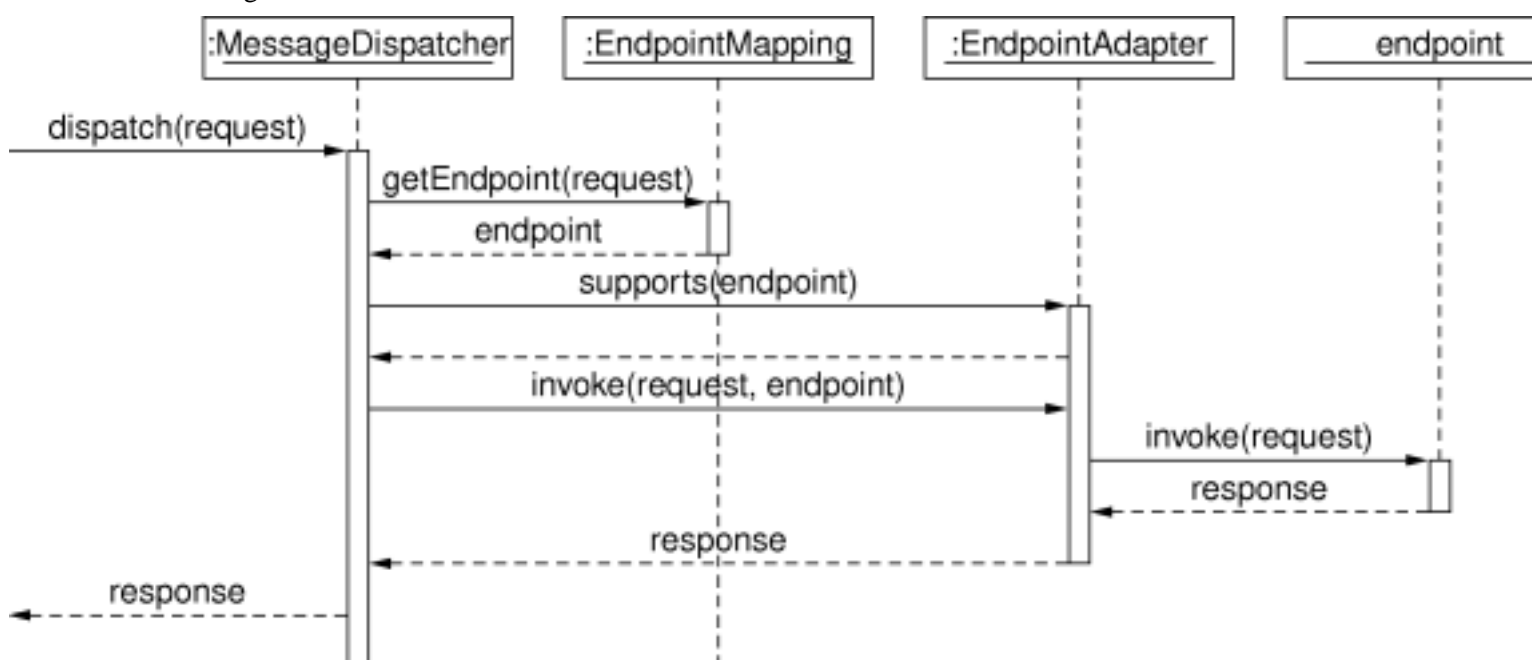 :MessageDispatcher
:EndpointMapping
:EndpointAdapter
endpoint
dispatch(request)
getEndpoint(request)
endpoint
supports(endpoint)
invoke(request, endpoint)
invoke(request)
response
response
response